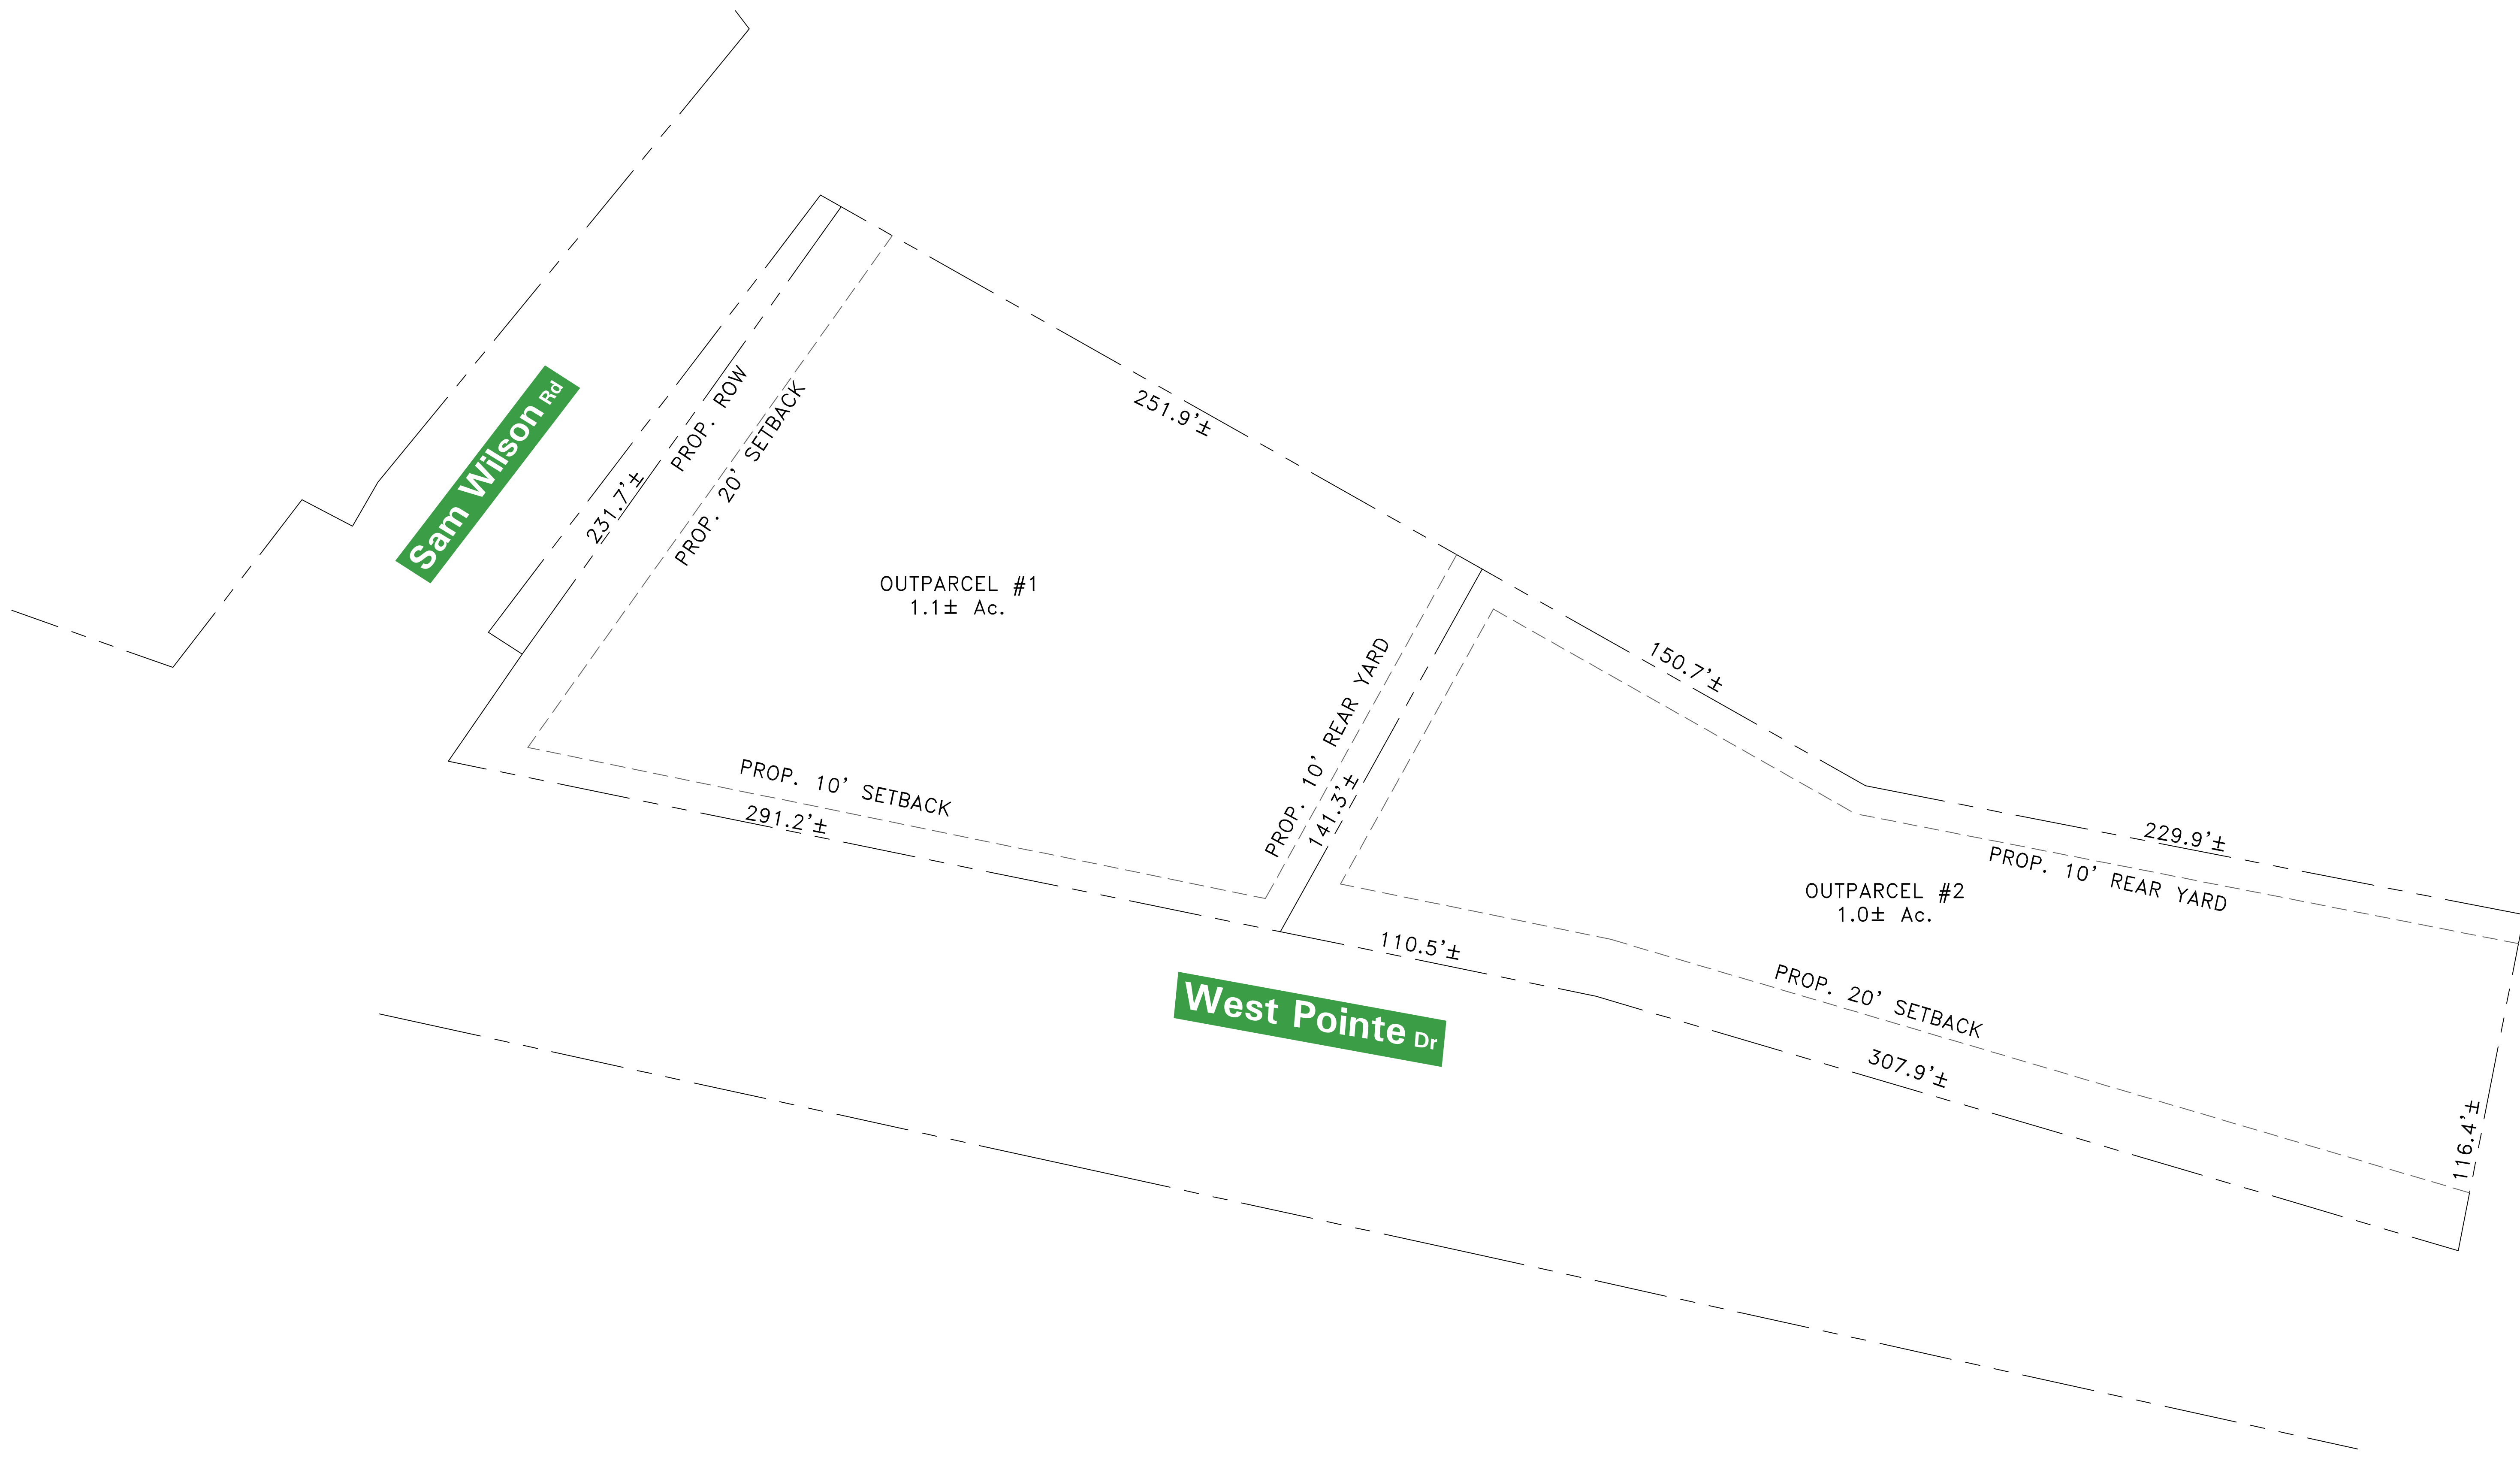 Sam Wilson Rd
231.7'±
PROP. ROW
PROP. 20' SETBACK
251.9'±
OUTPARCEL #1
1.1± Ac.
PROP. 10' SETBACK
291.2'±
PROP. 10' REAR YARD
141.3'±
150.7'±
229.9'±
PROP. 10' REAR YARD
OUTPARCEL #2
1.0± Ac.
110.5'±
West Pointe Dr
PROP. 20' SETBACK
307.9'±
116.4'±